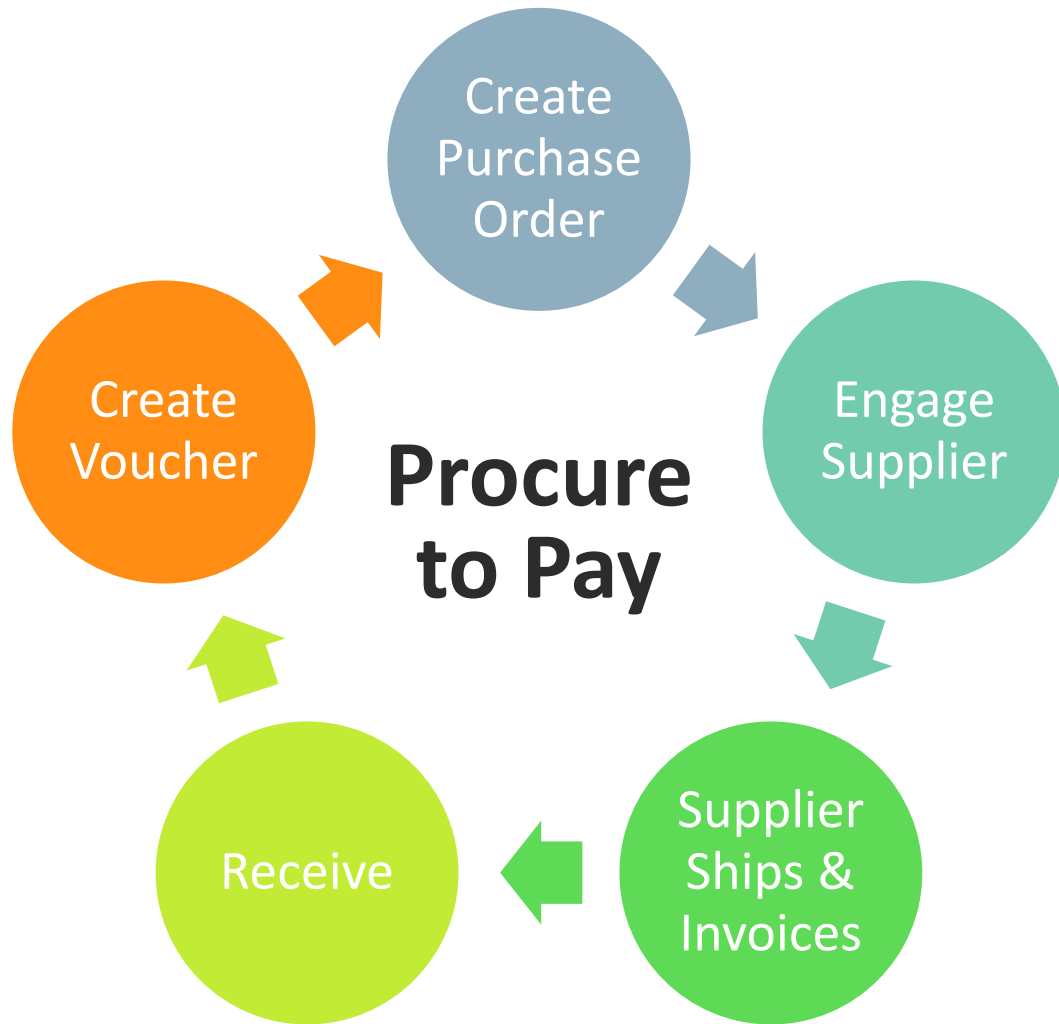 Create
Purchase
Order
Engage
Supplier
Supplier
Ships &
Invoices
Receive
Create
Voucher
Procure
to Pay